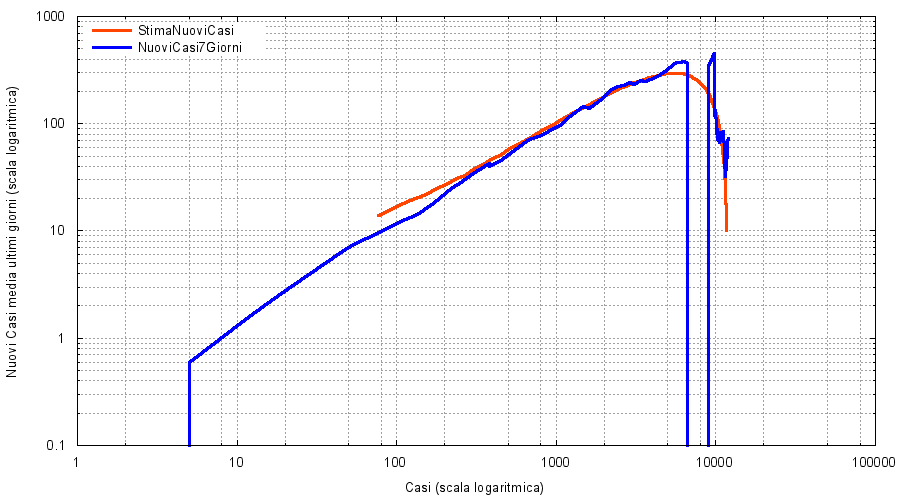 StimaNuoviCasi
NuoviCasi7Giorni
Nuovi Casi media ultimi giorni (scala logaritmica)
1000
100
10
1
0.1
1 10 100 1000 10000 100000
Casi (scala logaritmica)